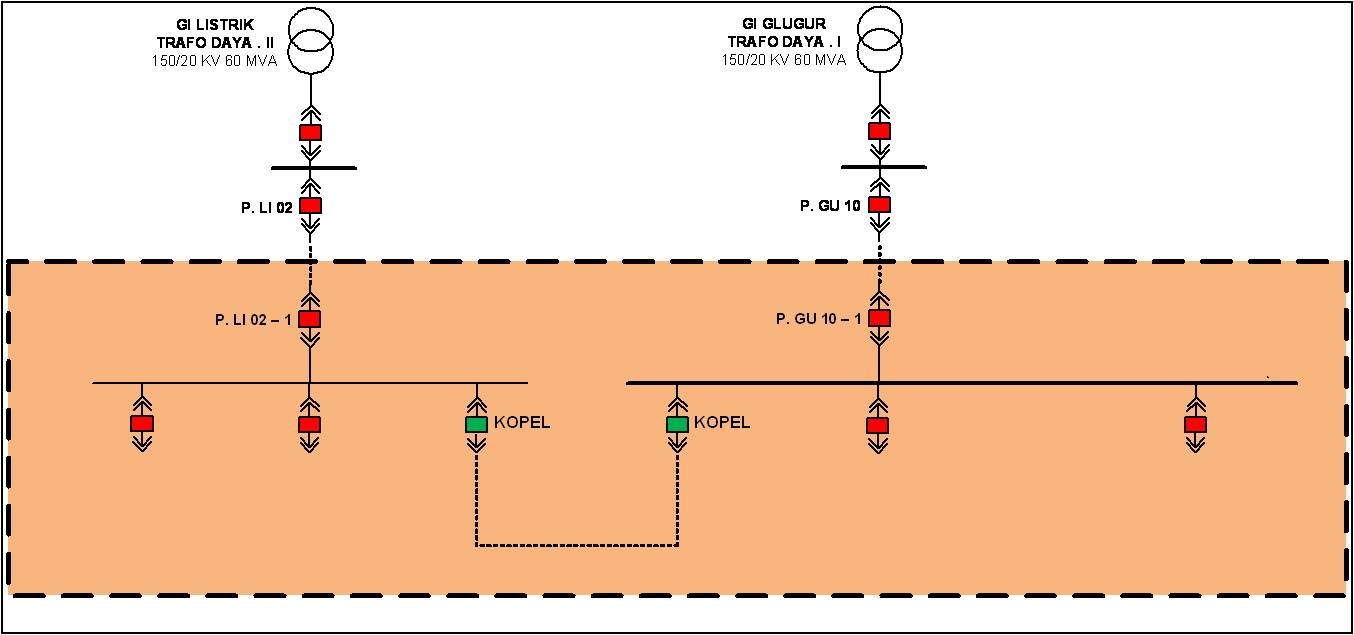 GI LISTRIK
TRAFO DAYA . II
150/20 KV 60 MVA
GI GLUGUR
TRAFO DAYA . I
150/20 KV 60 MVA
P. LI 02
P. GU 10
P. LI 02 – 1
P. GU 10 – 1
KOPEL
KOPEL